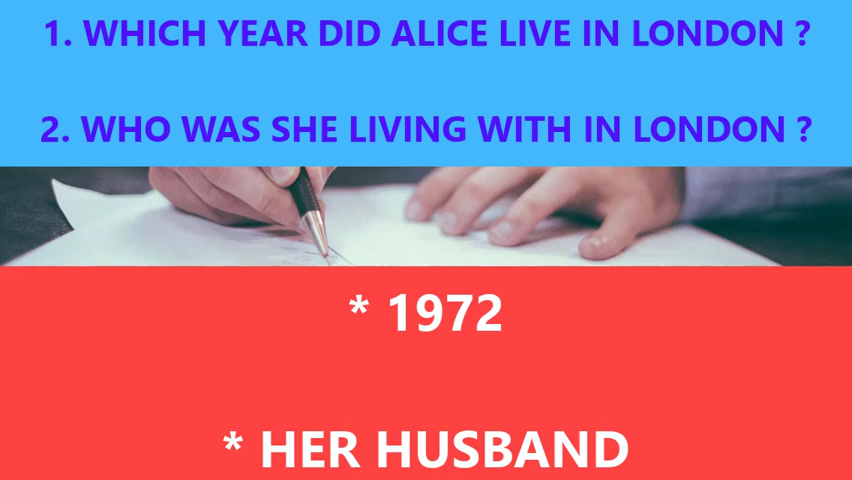 1. WHICH YEAR DID ALICE LIVE IN LONDON ?
2. WHO WAS SHE LIVING WITH IN LONDON ?
* 1972
* HER HUSBAND